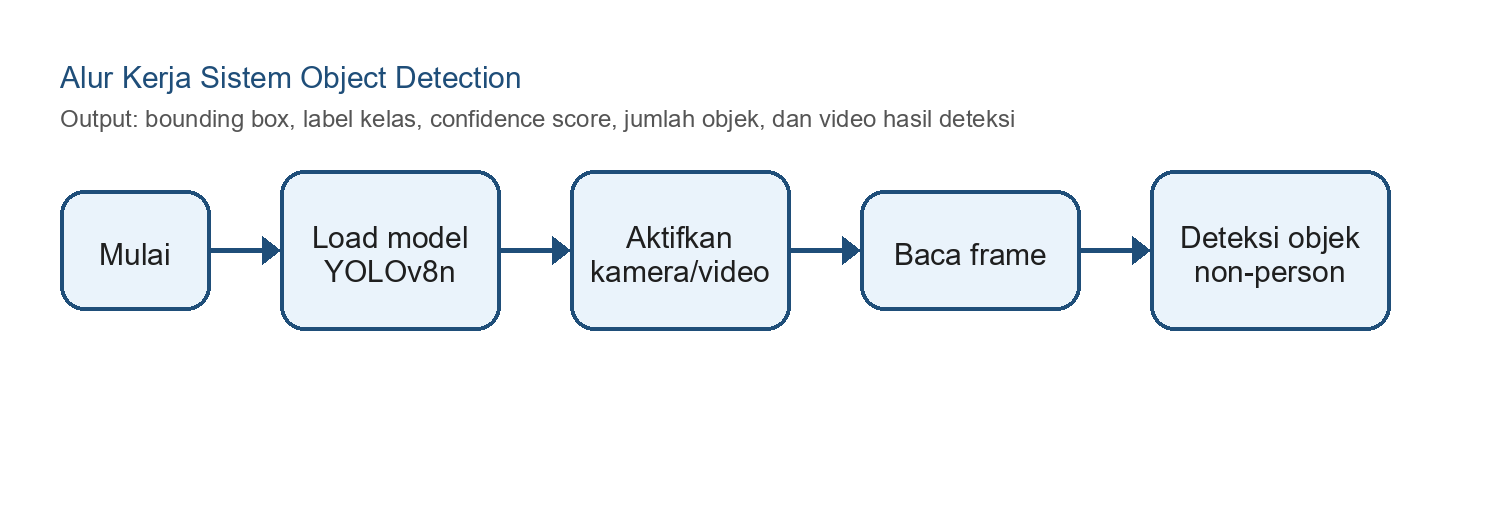 Alur Kerja Sistem Object Detection
Output: bounding box, label kelas, confidence score, jumlah objek, dan video hasil deteksi
Mulai
Load model
YOLOv8n
Aktifkan
kamera/video
Baca frame
Deteksi objek
non-person